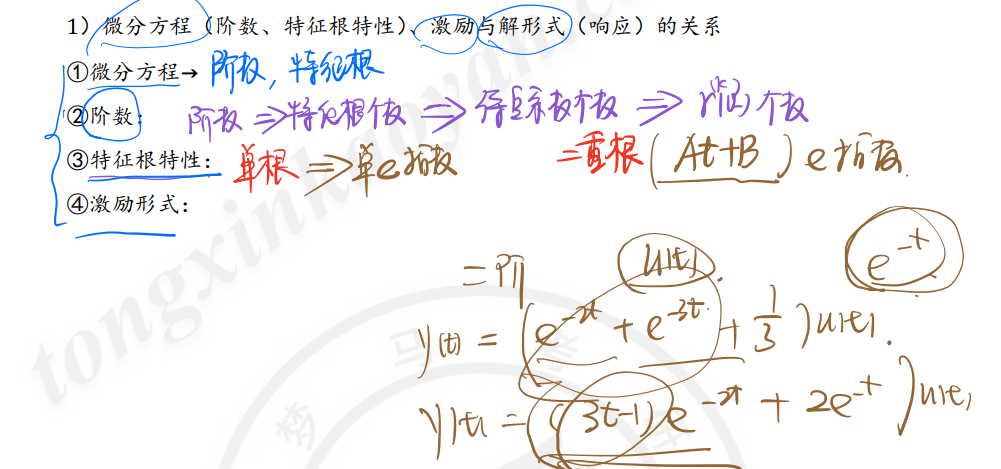 1）微分方程（阶数、特征根特性）、激励与解形式（响应）的关系
①微分方程→ 阶数，特征根
②阶数： 阶数 ⇒ 特征根个数 ⇒ 待定系数个数 ⇒ 个数
③特征根特性： 单根 ⇒ 单e指数 二重根 (At+B) e指数.
④激励形式：
二阶 u(t). e^{-t}
y(t) = (e^{-2t} + e^{-3t} + 1/3) u(t).
y(t) = ((3t-1)e^{-2t} + 2e^{-t}) u(t)
tongxinkaoyan.c